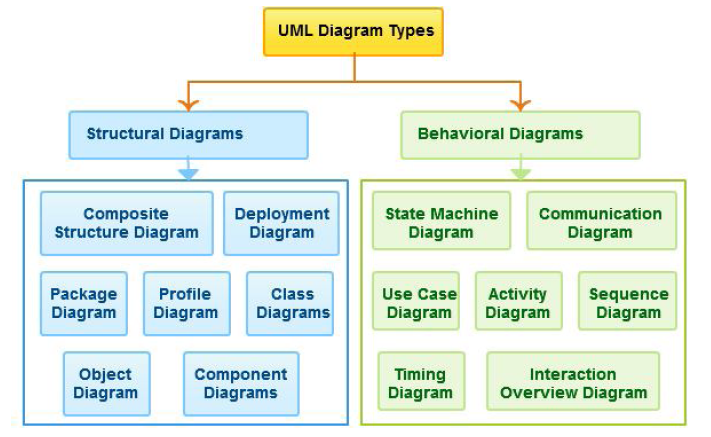 UML Diagram Types
Structural Diagrams
Behavioral Diagrams
Composite
Structure Diagram
Deployment
Diagram
Package
Diagram
Profile
Diagram
Class
Diagrams
Object
Diagram
Component
Diagrams
State Machine
Diagram
Communication
Diagram
Use Case
Diagram
Activity
Diagram
Sequence
Diagram
Timing
Diagram
Interaction
Overview Diagram